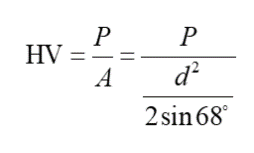 HV = P/A = P/(d²/(2 sin 68°))